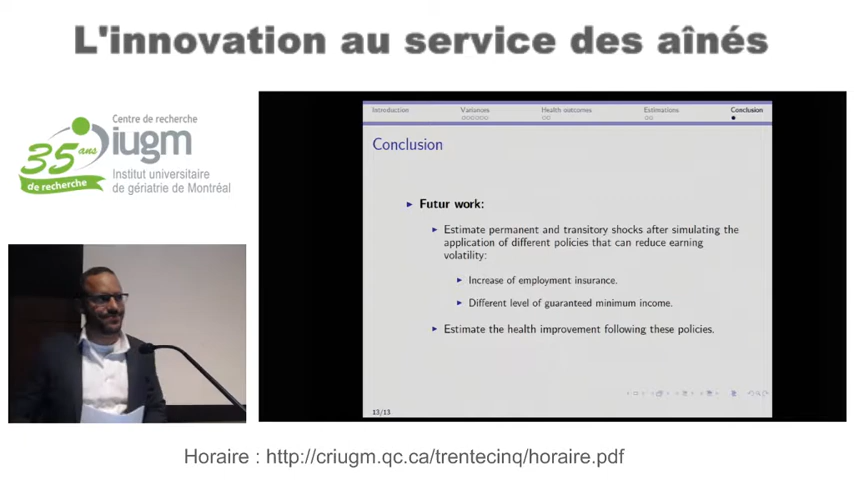 L'innovation au service des aînés
Centre de recherche
iugm
35 ans
de recherche
Institut universitaire
de gériatrie de Montréal
Introduction
Variances
Health outcomes
Estimations
Conclusion
Conclusion
Futur work:
Estimate permanent and transitory shocks after simulating the
application of different policies that can reduce earning
volatility:
Increase of employment insurance.
Different level of guaranteed minimum income.
Estimate the health improvement following these policies.
13/13
Horaire : http://criugm.qc.ca/trentecinq/horaire.pdf